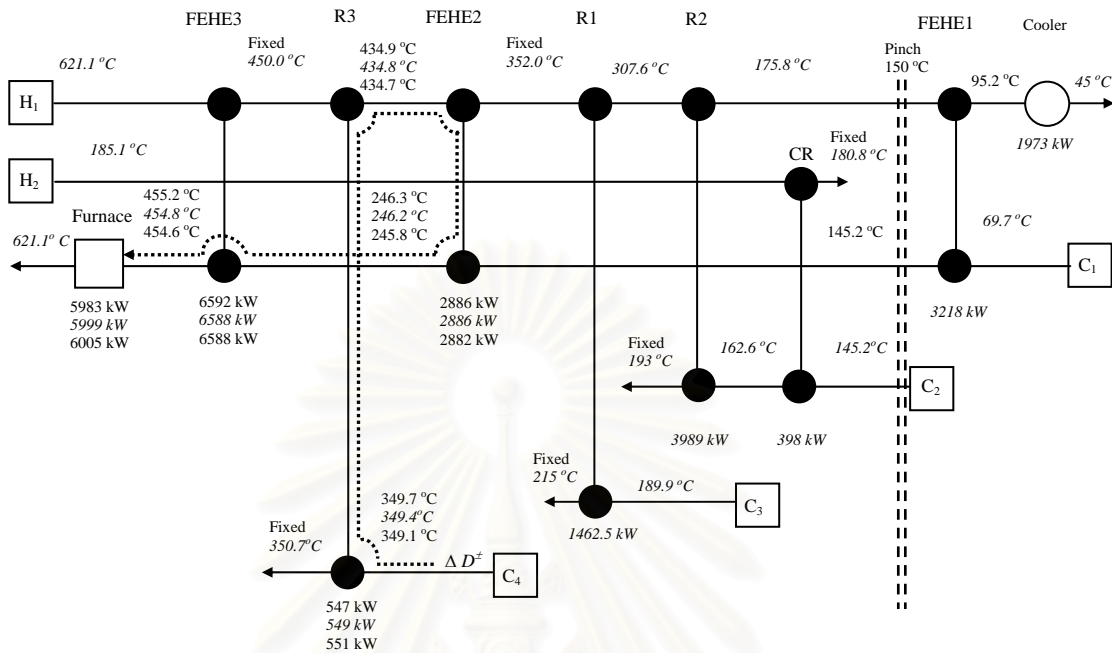 FEHE3
R3
FEHE2
R1
R2
FEHE1
Cooler
621.1 °C
Fixed
450.0 °C
434.9 °C
434.8 °C
434.7 °C
Fixed
352.0 °C
307.6 °C
175.8 °C
Pinch
150 °C
95.2 °C
45 °C
H1
1973 kW
185.1 °C
H2
CR
Fixed
180.8 °C
455.2 °C
454.8 °C
454.6 °C
246.3 °C
246.2 °C
245.8 °C
145.2 °C
69.7 °C
Furnace
621.1° C
C1
5983 kW
5999 kW
6005 kW
6592 kW
6588 kW
6588 kW
2886 kW
2886 kW
2882 kW
3218 kW
Fixed
193 °C
162.6 °C
145.2°C
C2
3989 kW
398 kW
Fixed
215 °C
189.9 °C
C3
1462.5 kW
349.7 °C
349.4°C
349.1 °C
Fixed
350.7°C
Δ D±
C4
547 kW
549 kW
551 kW